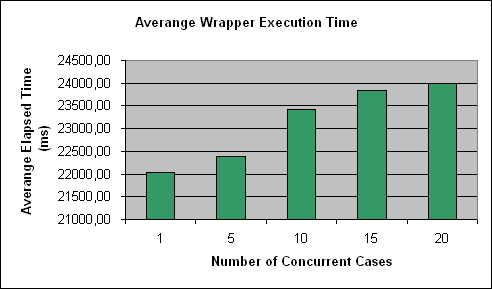 Averange Wrapper Execution Time
Averange Elapsed Time
(ms)
24500,00
24000,00
23500,00
23000,00
22500,00
22000,00
21500,00
21000,00
1 5 10 15 20
Number of Concurrent Cases